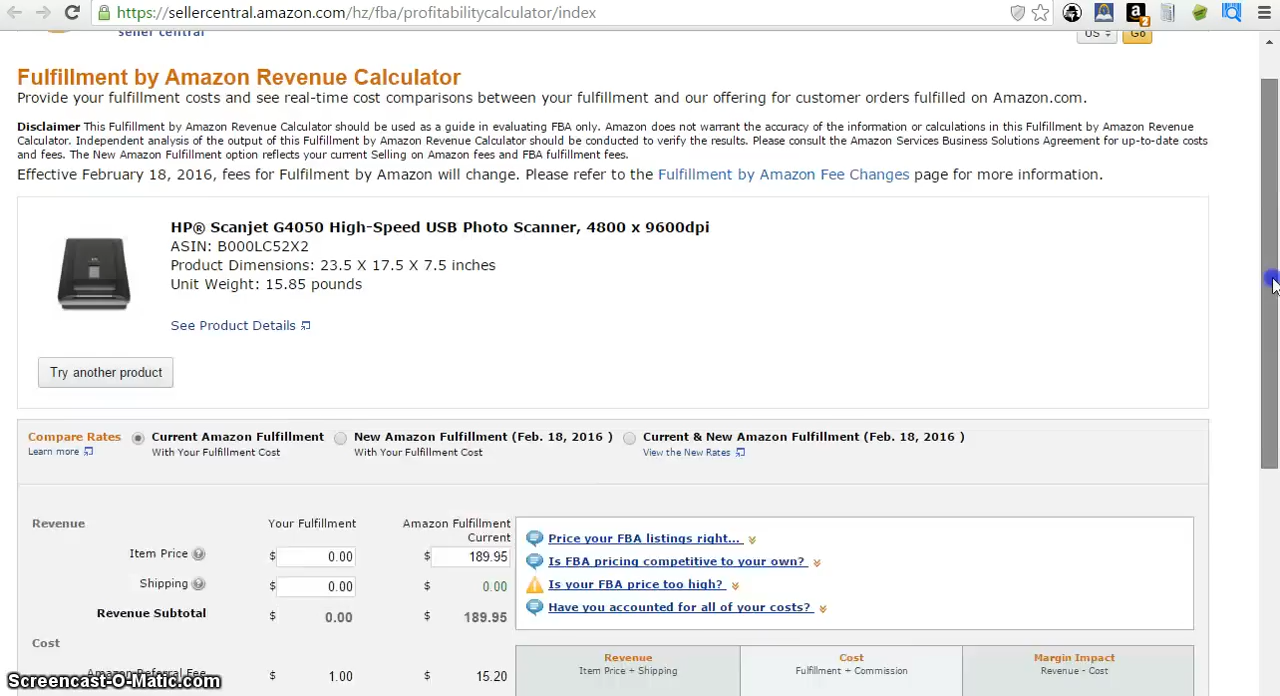 https://sellercentral.amazon.com/hz/fba/profitabilitycalculator/index
a
2
seller central
US
Go
Fulfillment by Amazon Revenue Calculator
Provide your fulfillment costs and see real-time cost comparisons between your fulfillment and our offering for customer orders fulfilled on Amazon.com.
Disclaimer This Fulfillment by Amazon Revenue Calculator should be used as a guide in evaluating FBA only. Amazon does not warrant the accuracy of the information or calculations in this Fulfillment by Amazon Revenue
Calculator. Independent analysis of the output of this Fulfillment by Amazon Revenue Calculator should be conducted to verify the results. Please consult the Amazon Services Business Solutions Agreement for up-to-date costs
and fees. The New Amazon Fulfillment option reflects your current Selling on Amazon fees and FBA fulfillment fees.
Effective February 18, 2016, fees for Fulfilment by Amazon will change. Please refer to the Fulfillment by Amazon Fee Changes page for more information.
HP® Scanjet G4050 High-Speed USB Photo Scanner, 4800 x 9600dpi
ASIN: B000LC52X2
Product Dimensions: 23.5 X 17.5 X 7.5 inches
Unit Weight: 15.85 pounds
See Product Details
Try another product
Compare Rates
Learn more
Current Amazon Fulfillment
With Your Fulfillment Cost
New Amazon Fulfillment (Feb. 18, 2016 )
With Your Fulfillment Cost
Current & New Amazon Fulfillment (Feb. 18, 2016 )
View the New Rates
Revenue Your Fulfillment Amazon Fulfillment
Current
Item Price $ 0.00 $ 189.95
Shipping $ 0.00 $ 0.00
Revenue Subtotal $ 0.00 $ 189.95
Cost
Amazon Referral Fee $ 1.00 $ 15.20
Price your FBA listings right...
Is FBA pricing competitive to your own?
Is your FBA price too high?
Have you accounted for all of your costs?
Revenue
Item Price + Shipping
Cost
Fulfillment + Commission
Margin Impact
Revenue - Cost
Screencast-O-Matic.com